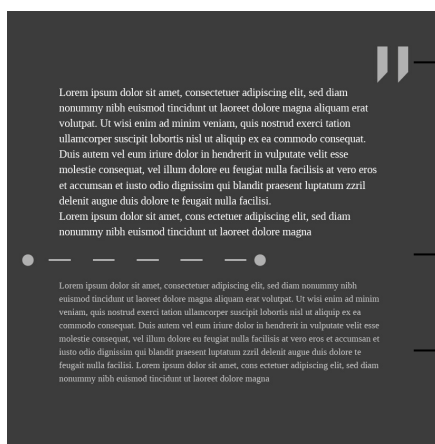 Lorem ipsum dolor sit amet, consectetuer adipiscing elit, sed diam
nonummy nibh euismod tincidunt ut laoreet dolore magna aliquam erat
volutpat. Ut wisi enim ad minim veniam, quis nostrud exerci tation
ullamcorper suscipit lobortis nisl ut aliquip ex ea commodo consequat.
Duis autem vel eum iriure dolor in hendrerit in vulputate velit esse
molestie consequat, vel illum dolore eu feugiat nulla facilisis at vero eros
et accumsan et iusto odio dignissim qui blandit praesent luptatum zzril
delenit augue duis dolore te feugait nulla facilisi.
Lorem ipsum dolor sit amet, cons ectetuer adipiscing elit, sed diam
nonummy nibh euismod tincidunt ut laoreet dolore magna
Lorem ipsum dolor sit amet, consectetuer adipiscing elit, sed diam nonummy nibh
euismod tincidunt ut laoreet dolore magna aliquam erat volutpat. Ut wisi enim ad minim
veniam, quis nostrud exerci tation ullamcorper suscipit lobortis nisl ut aliquip ex ea
commodo consequat. Duis autem vel eum iriure dolor in hendrerit in vulputate velit esse
molestie consequat, vel illum dolore eu feugiat nulla facilisis at vero eros et accumsan et
iusto odio dignissim qui blandit praesent luptatum zzril delenit augue duis dolore te
feugait nulla facilisi. Lorem ipsum dolor sit amet, cons ectetuer adipiscing elit, sed diam
nonummy nibh euismod tincidunt ut laoreet dolore magna